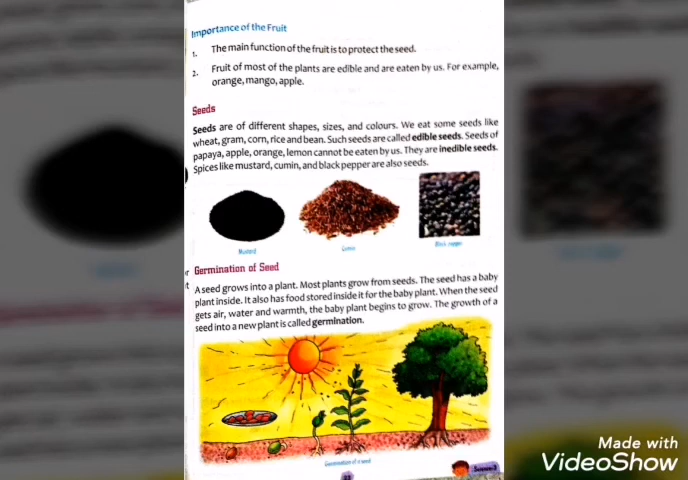 Importance of the Fruit
1. The main function of the fruit is to protect the seed.
2. Fruit of most of the plants are edible and are eaten by us. For example,
orange, mango, apple.
Seeds
Seeds are of different shapes, sizes, and colours. We eat some seeds like
wheat, gram, corn, rice and bean. Such seeds are called edible seeds. Seeds of
papaya, apple, orange, lemon cannot be eaten by us. They are inedible seeds.
Spices like mustard, cumin, and black pepper are also seeds.
Mustard
Cumin
Black pepper
Germination of Seed
A seed grows into a plant. Most plants grow from seeds. The seed has a baby
plant inside. It also has food stored inside it for the baby plant. When the seed
gets air, water and warmth, the baby plant begins to grow. The growth of a
seed into a new plant is called germination.
Germination of a seed
Science-3
Made with
VideoShow